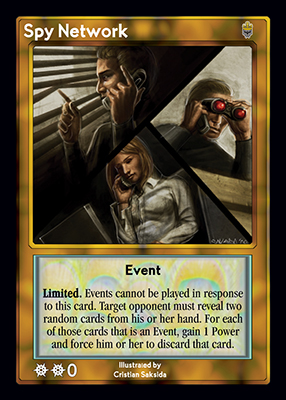 Spy Network
Event
Limited. Events cannot be played in response
to this card. Target opponent must reveal two
random cards from his or her hand. For each
of those cards that is an Event, gain 1 Power
and force him or her to discard that card.
0
Illustrated by
Cristian Saksida